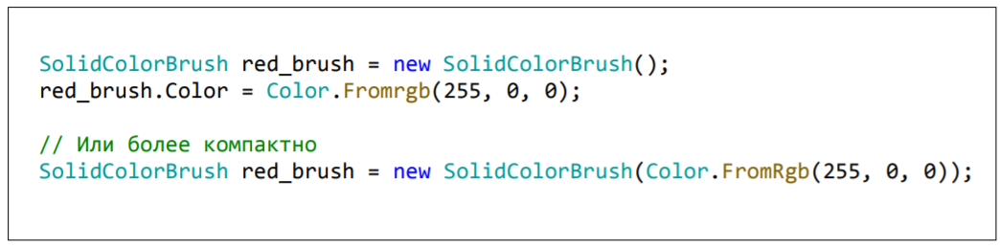 SolidColorBrush red_brush = new SolidColorBrush();
red_brush.Color = Color.Fromrgb(255, 0, 0);
// Или более компактно
SolidColorBrush red_brush = new SolidColorBrush(Color.FromRgb(255, 0, 0));